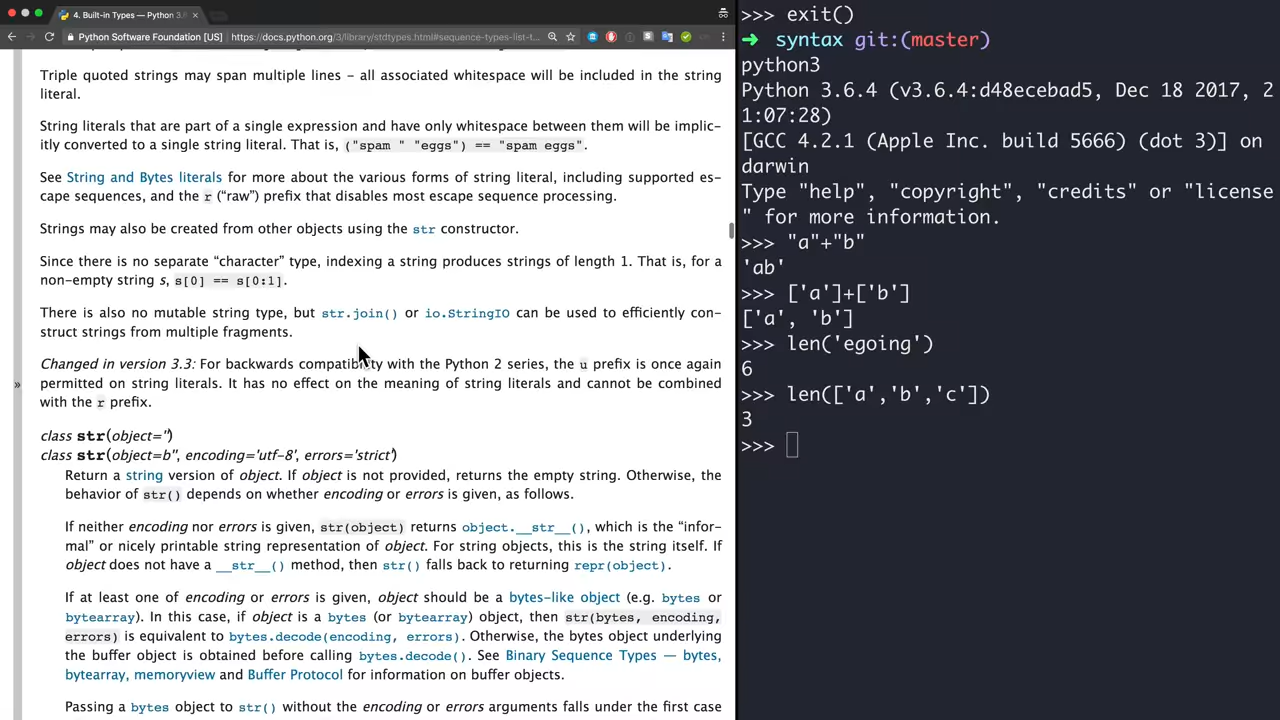 4. Built-in Types — Python 3.
Python Software Foundation [US] https://docs.python.org/3/library/stdtypes.html#sequence-types-list-t
Triple quoted strings may span multiple lines - all associated whitespace will be included in the string
literal.
String literals that are part of a single expression and have only whitespace between them will be implic-
itly converted to a single string literal. That is, ("spam " "eggs") == "spam eggs".
See String and Bytes literals for more about the various forms of string literal, including supported es-
cape sequences, and the r (“raw”) prefix that disables most escape sequence processing.
Strings may also be created from other objects using the str constructor.
Since there is no separate “character” type, indexing a string produces strings of length 1. That is, for a
non-empty string s, s[0] == s[0:1].
There is also no mutable string type, but str.join() or io.StringIO can be used to efficiently con-
struct strings from multiple fragments.
Changed in version 3.3: For backwards compatibility with the Python 2 series, the u prefix is once again
permitted on string literals. It has no effect on the meaning of string literals and cannot be combined
with the r prefix.
»
class str(object='')
class str(object=b'', encoding='utf-8', errors='strict')
Return a string version of object. If object is not provided, returns the empty string. Otherwise, the
behavior of str() depends on whether encoding or errors is given, as follows.
If neither encoding nor errors is given, str(object) returns object.__str__(), which is the “infor-
mal” or nicely printable string representation of object. For string objects, this is the string itself. If
object does not have a __str__() method, then str() falls back to returning repr(object).
If at least one of encoding or errors is given, object should be a bytes-like object (e.g. bytes or
bytearray). In this case, if object is a bytes (or bytearray) object, then str(bytes, encoding,
errors) is equivalent to bytes.decode(encoding, errors). Otherwise, the bytes object underlying
the buffer object is obtained before calling bytes.decode(). See Binary Sequence Types — bytes,
bytearray, memoryview and Buffer Protocol for information on buffer objects.
Passing a bytes object to str() without the encoding or errors arguments falls under the first case
>>> exit()
➜ syntax git:(master)
python3
Python 3.6.4 (v3.6.4:d48ecebad5, Dec 18 2017, 2
1:07:28)
[GCC 4.2.1 (Apple Inc. build 5666) (dot 3)] on
darwin
Type "help", "copyright", "credits" or "license
" for more information.
>>> "a"+"b"
'ab'
>>> ['a']+['b']
['a', 'b']
>>> len('egoing')
6
>>> len(['a','b','c'])
3
>>>